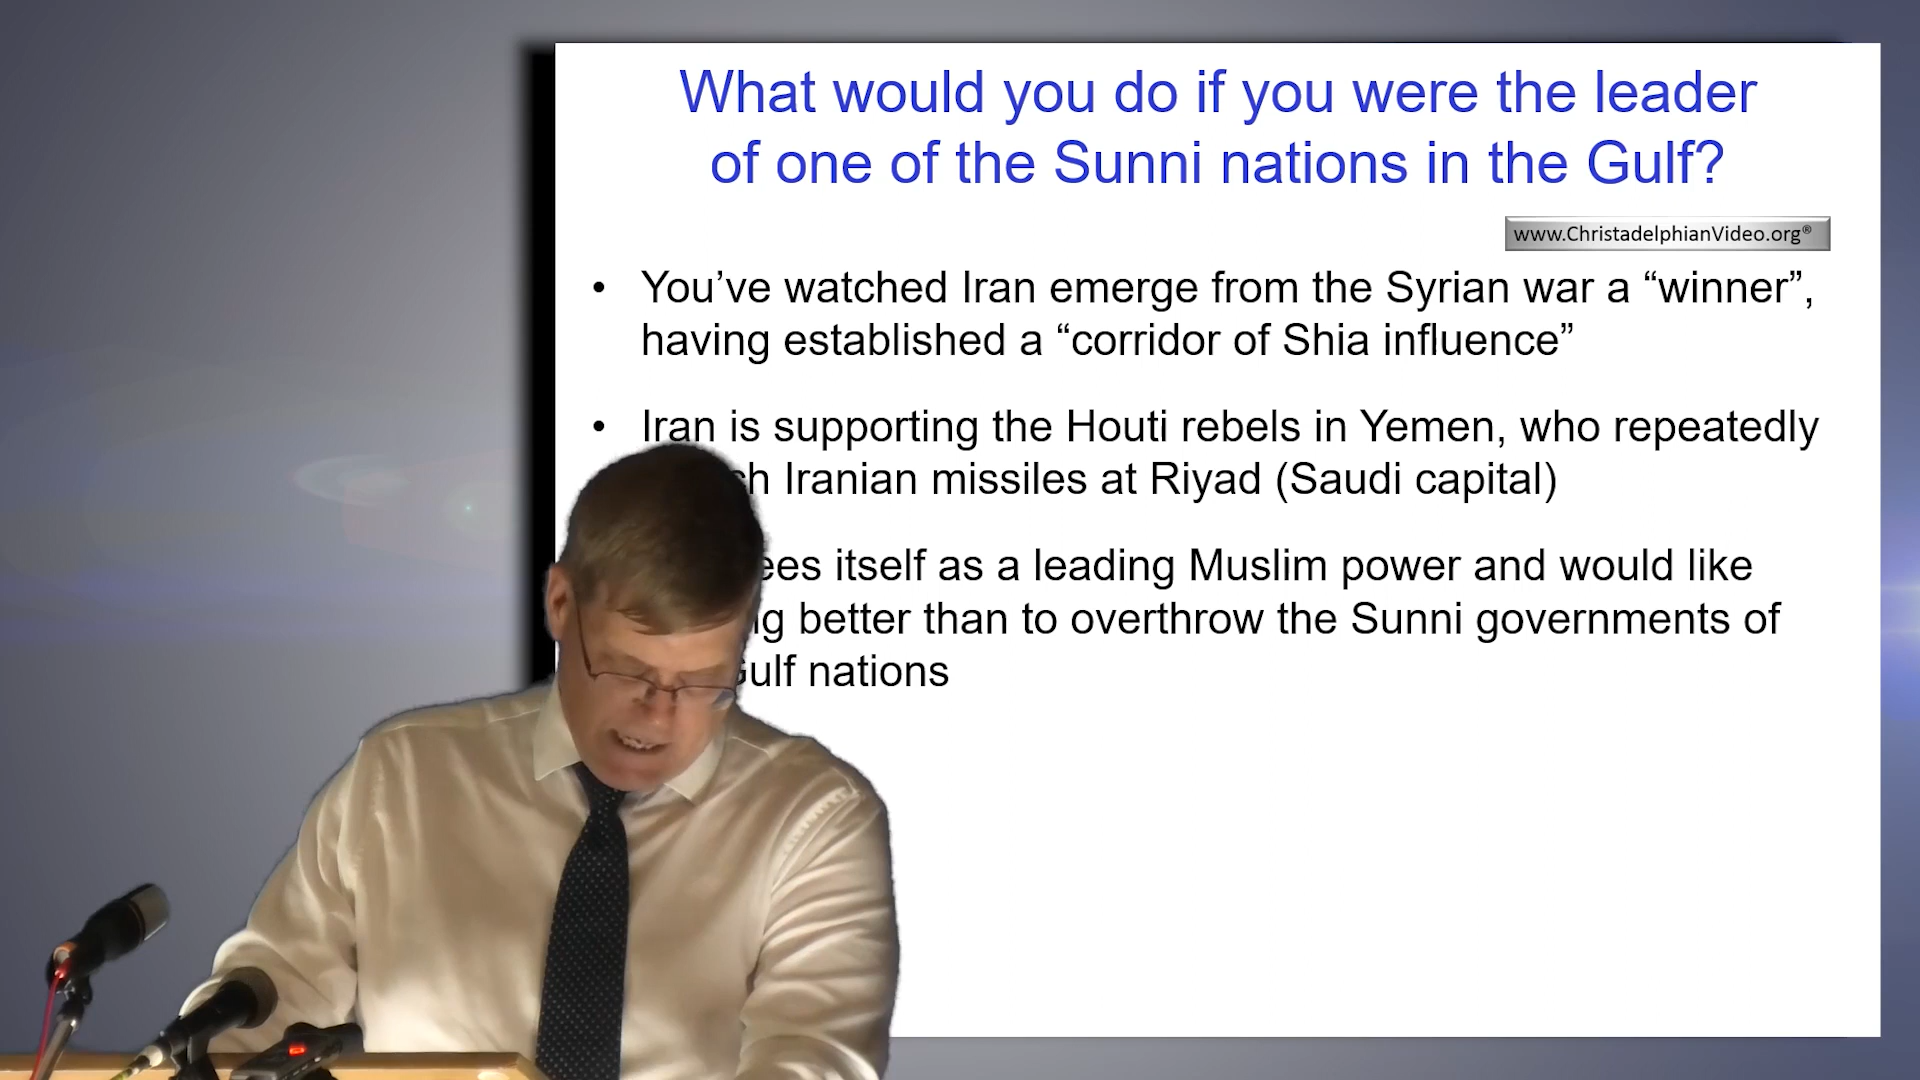 What would you do if you were the leader
of one of the Sunni nations in the Gulf?
www.ChristadelphianVideo.org®
• You’ve watched Iran emerge from the Syrian war a “winner”,
having established a “corridor of Shia influence”
• Iran is supporting the Houti rebels in Yemen, who repeatedly
Iranian missiles at Riyad (Saudi capital)
itself as a leading Muslim power and would like
better than to overthrow the Sunni governments of
Gulf nations